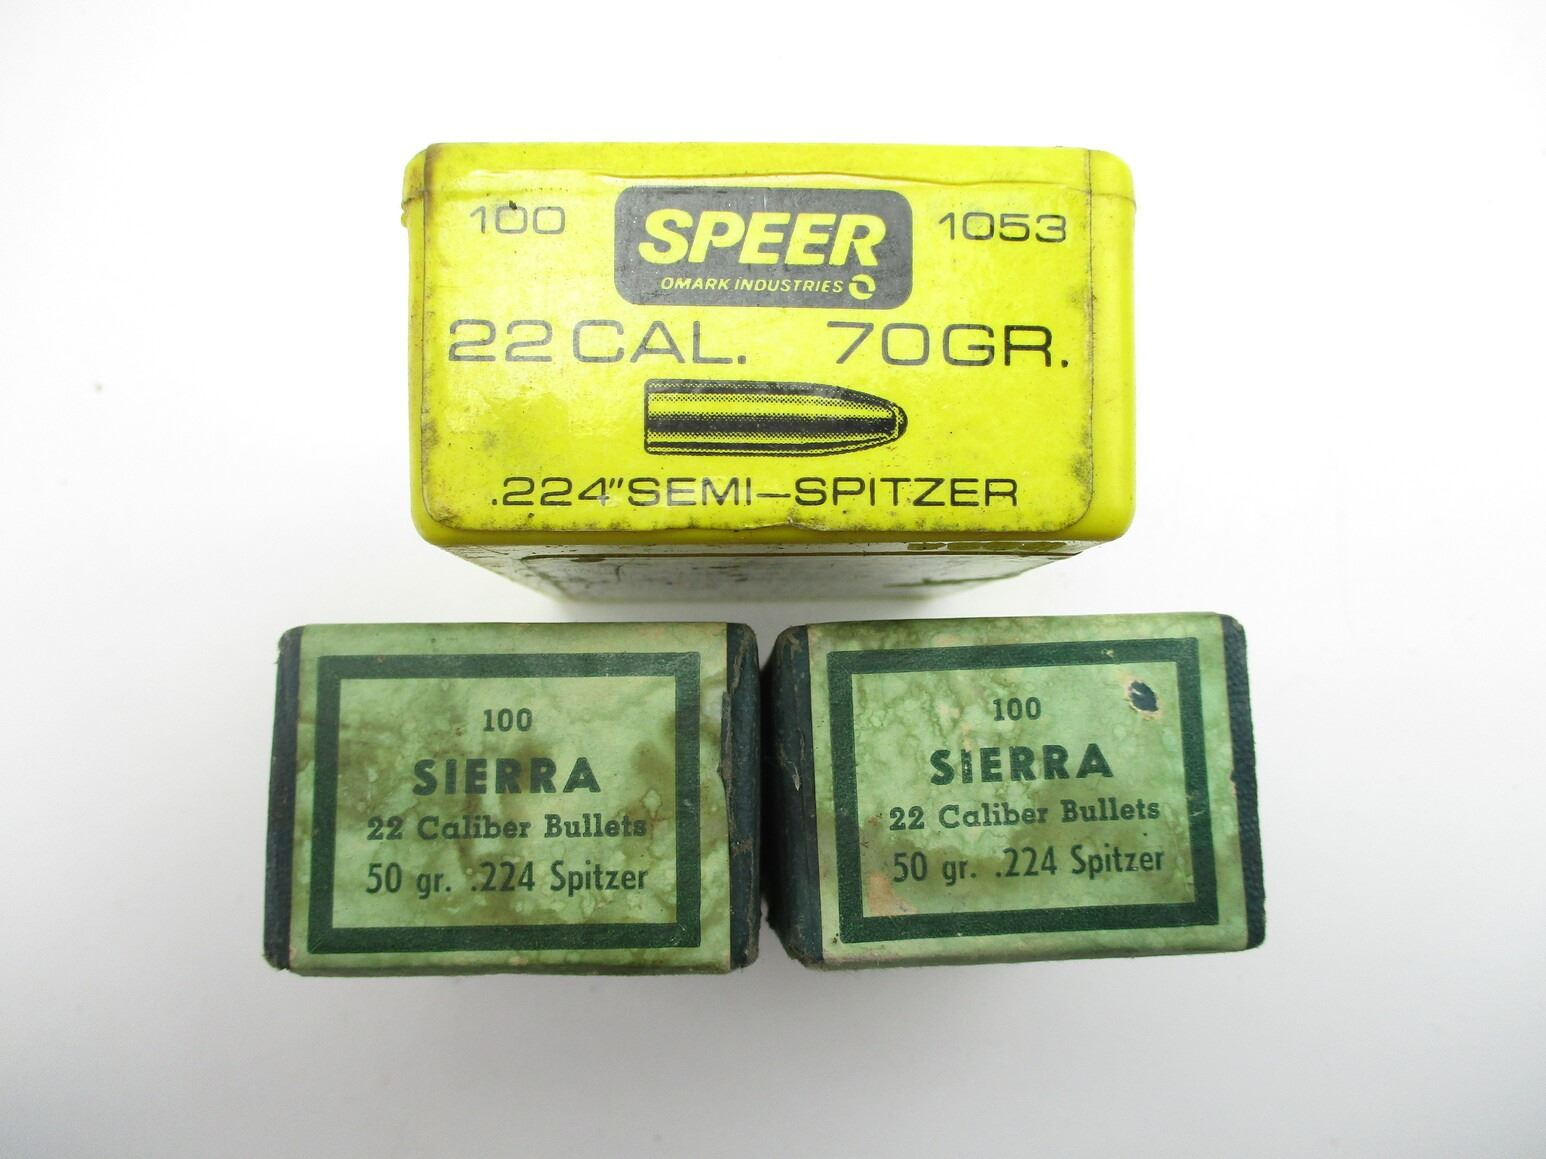 100
SPEER
1053
OMARK INDUSTRIES
22 CAL. 70 GR.
.224" SEMI-SPITZER
100
SIERRA
22 Caliber Bullets
50 gr. .224 Spitzer
100
SIERRA
22 Caliber Bullets
50 gr. .224 Spitzer